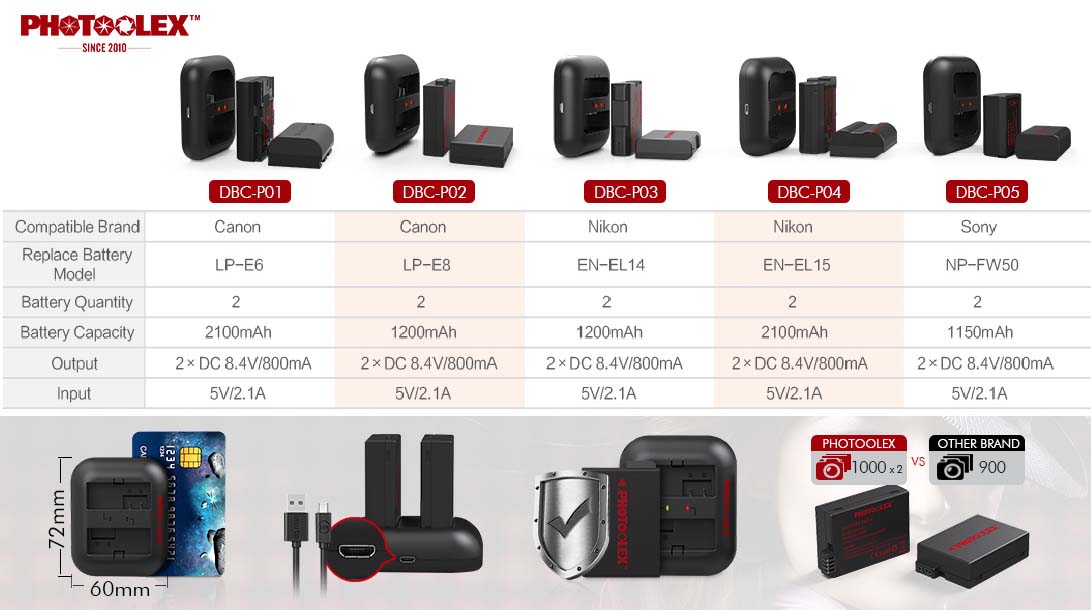 PHOTOOLEX™
SINCE 2010
DBC-P01 DBC-P02 DBC-P03 DBC-P04 DBC-P05
Compatible Brand Canon Canon Nikon Nikon Sony
Replace Battery Model LP-E6 LP-E8 EN-EL14 EN-EL15 NP-FW50
Battery Quantity 2 2 2 2 2
Battery Capacity 2100mAh 1200mAh 1200mAh 2100mAh 1150mAh
Output 2×DC 8.4V/800mA 2×DC 8.4V/800mA 2×DC 8.4V/800mA 2×DC 8.4V/800mA 2×DC 8.4V/800mA
Input 5V/2.1A 5V/2.1A 5V/2.1A 5V/2.1A 5V/2.1A
72mm
60mm
1234
PHOTOOLEX
PHOTOOLEX VS OTHER BRAND
1000 x 2 900
PHOTOOLEX